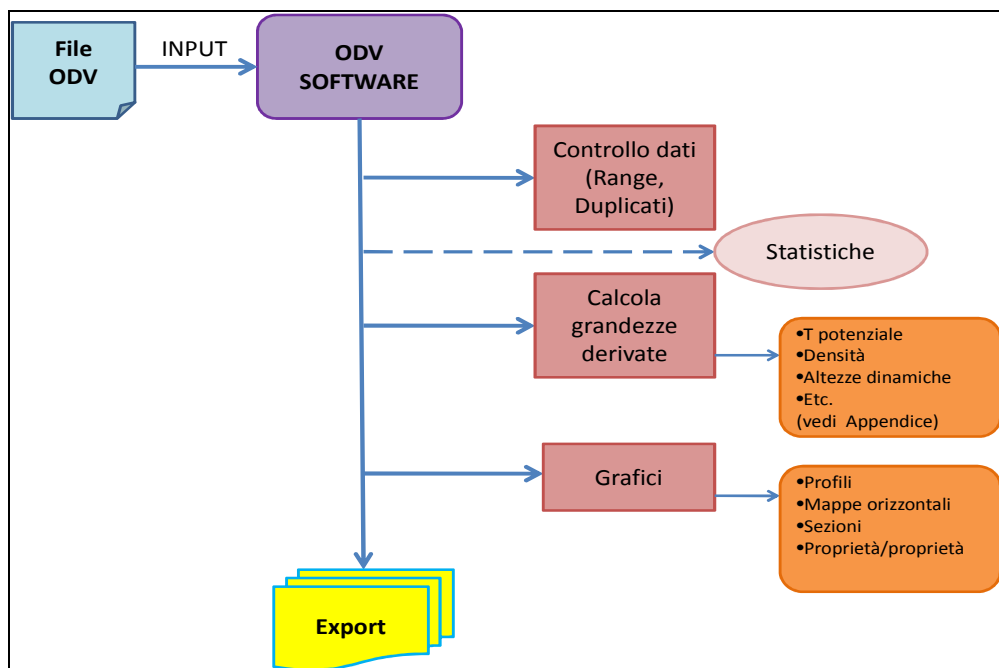 File
ODV
INPUT
ODV
SOFTWARE
Controllo dati
(Range,
Duplicati)
Statistiche
Calcola
grandezze
derivate
•T potenziale
•Densità
•Altezze dinamiche
•Etc.
(vedi Appendice)
Grafici
•Profili
•Mappe orizzontali
•Sezioni
•Proprietà/proprietà
Export